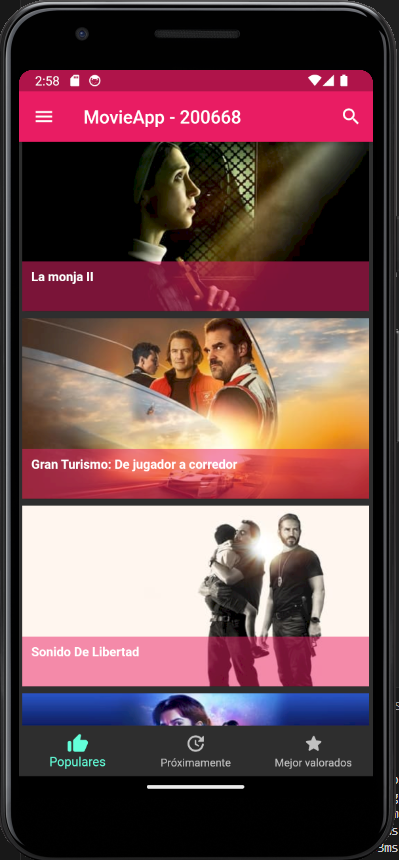 2:58
MovieApp - 200668
La monja II
Gran Turismo: De jugador a corredor
Sonido De Libertad
Populares
Próximamente
Mejor valorados
3ms